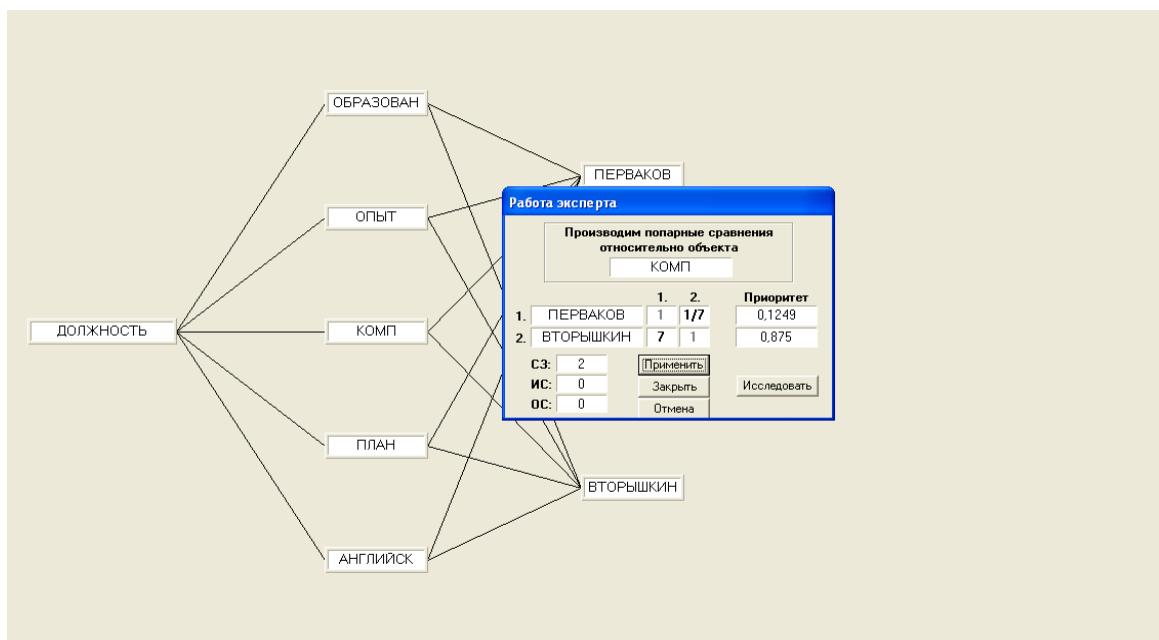 ОБРАЗОВАН
ПЕРВАКОВ
Работа эксперта
Производим попарные сравнения
относительно объекта
КОМП
1. 2. Приоритет
1. ПЕРВАКОВ 1 1/7 0,1249
2. ВТОРЫШКИН 7 1 0,875
СЗ: 2 Применить
ИС: 0 Закрыть Исследовать
ОС: 0 Отмена
ОПЫТ
ДОЛЖНОСТЬ
КОМП
ПЛАН
ВТОРЫШКИН
АНГЛИЙСК